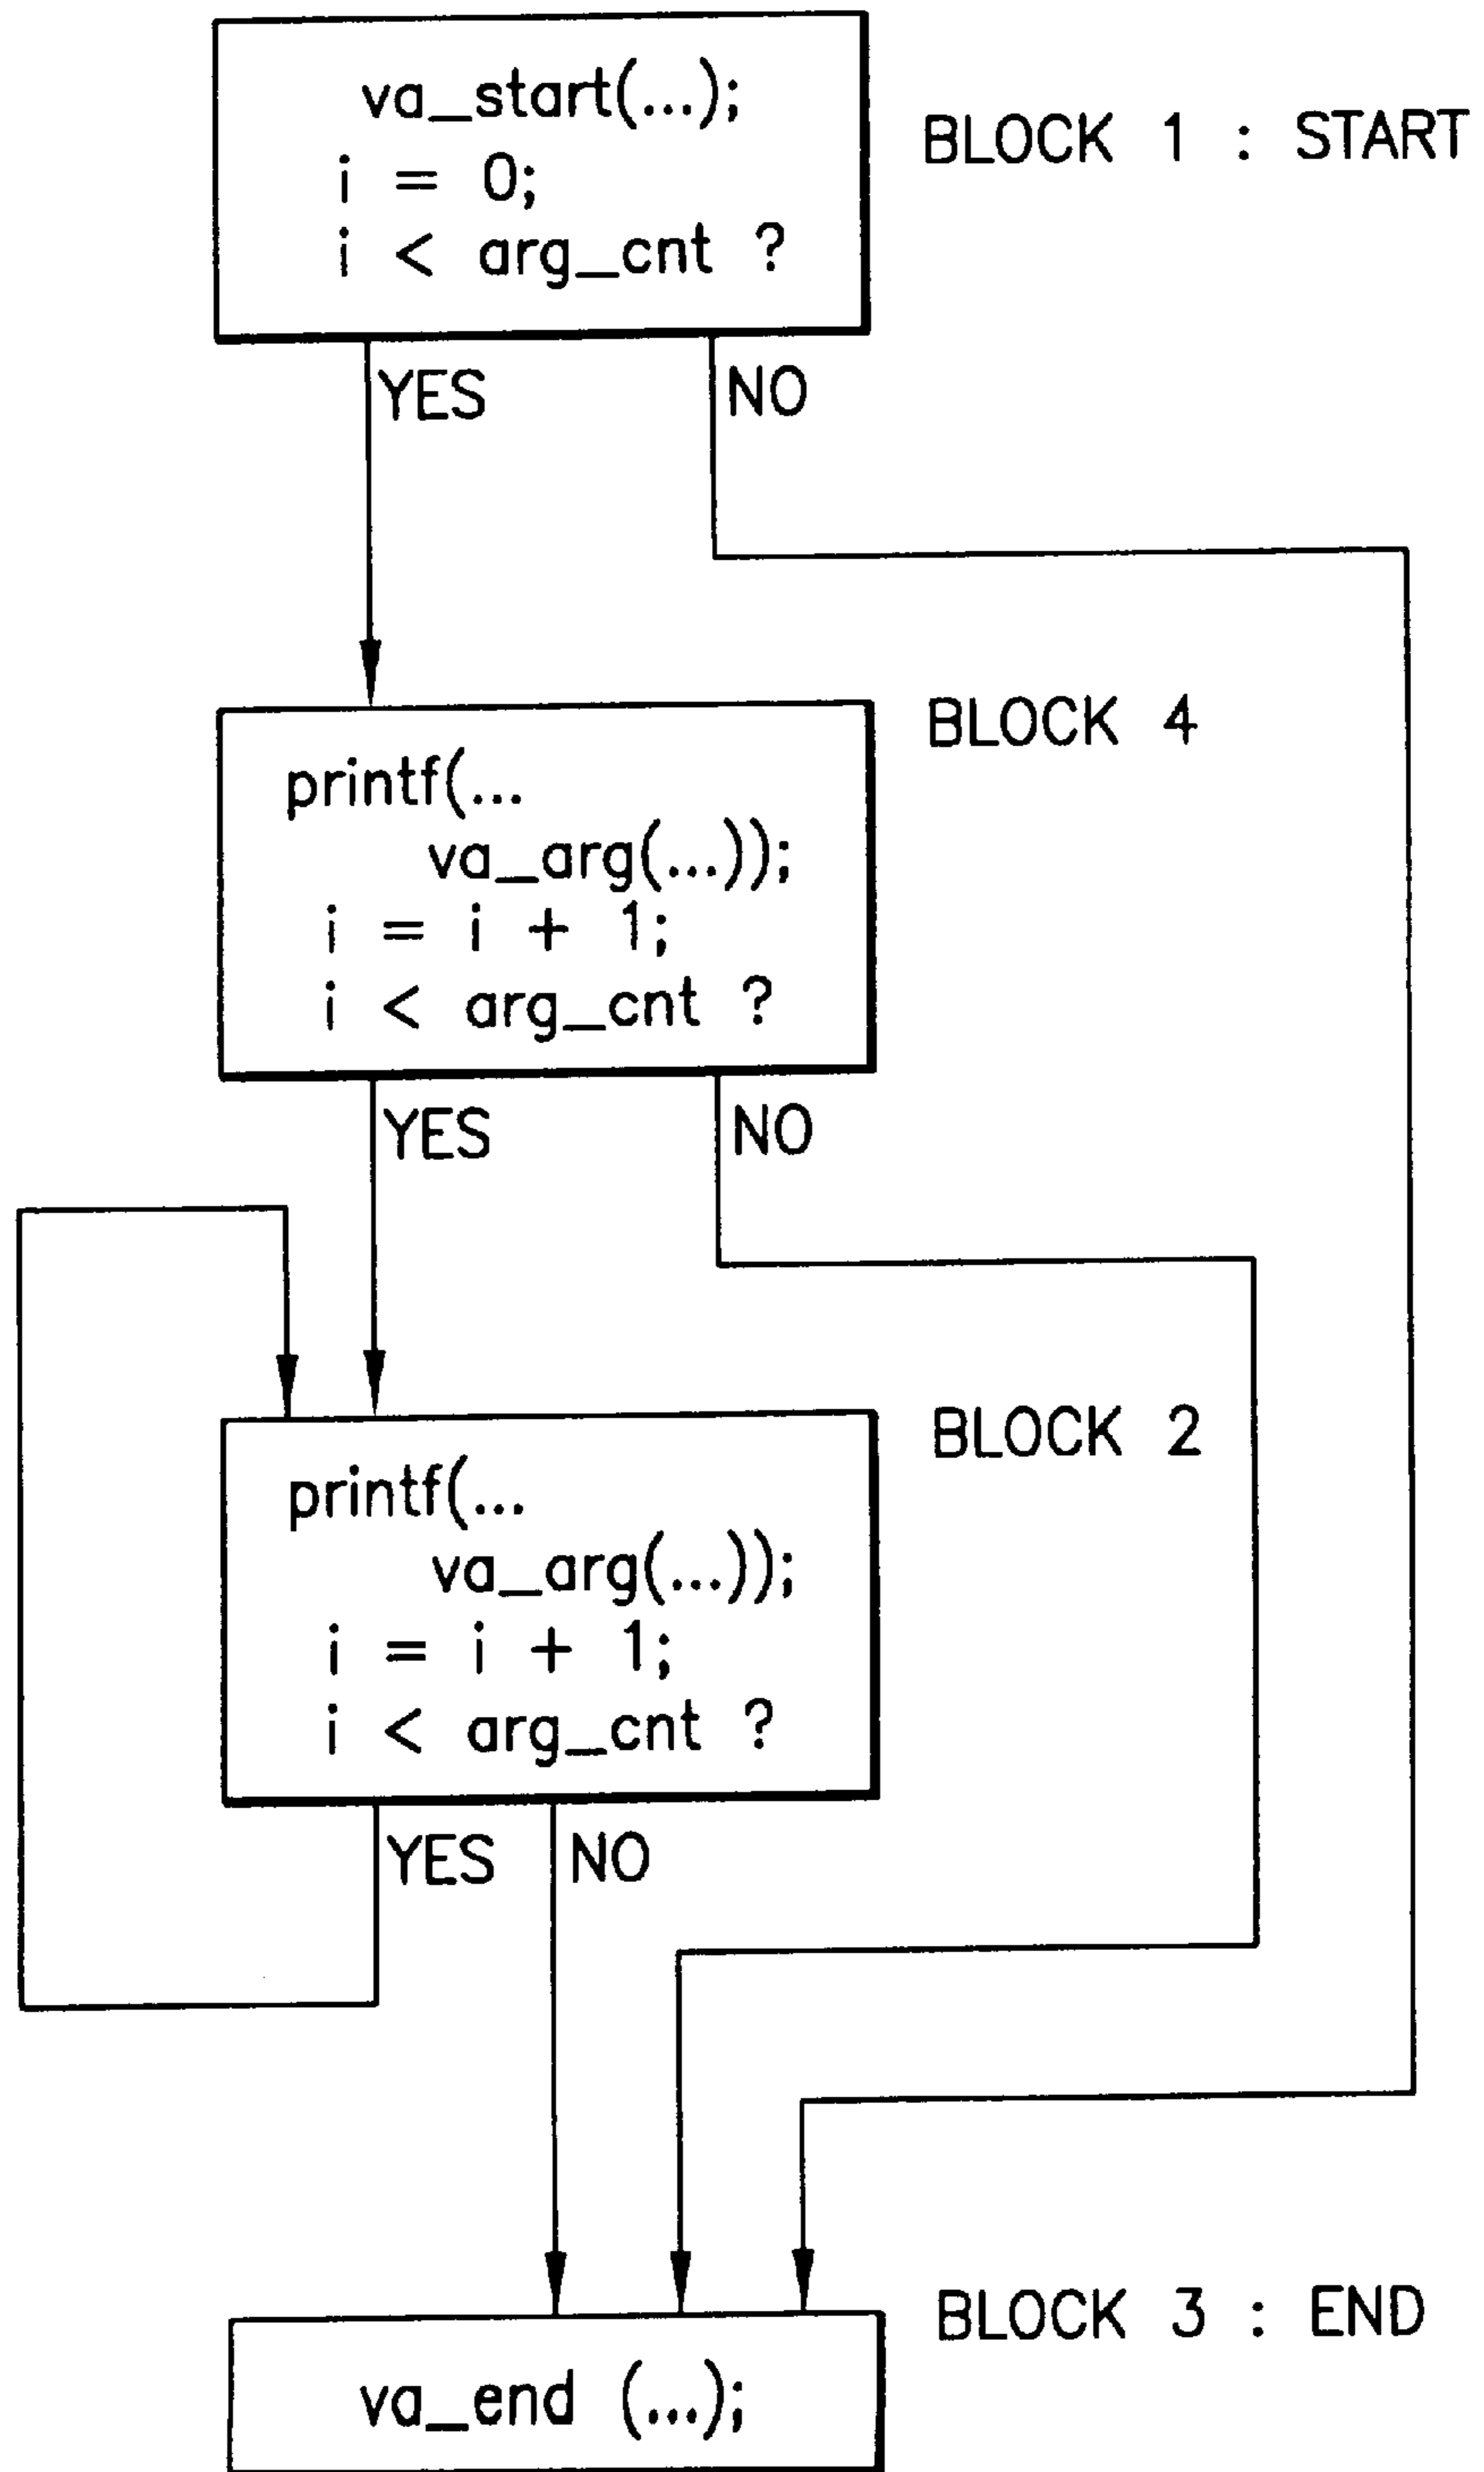 va_start(...);
i = 0;
i < arg_cnt ?
BLOCK 1 : START
YES
NO
BLOCK 4
printf(...
va_arg(...));
i = i + 1;
i < arg_cnt ?
YES
NO
BLOCK 2
printf(...
va_arg(...));
i = i + 1;
i < arg_cnt ?
YES
NO
BLOCK 3 : END
va_end (...);